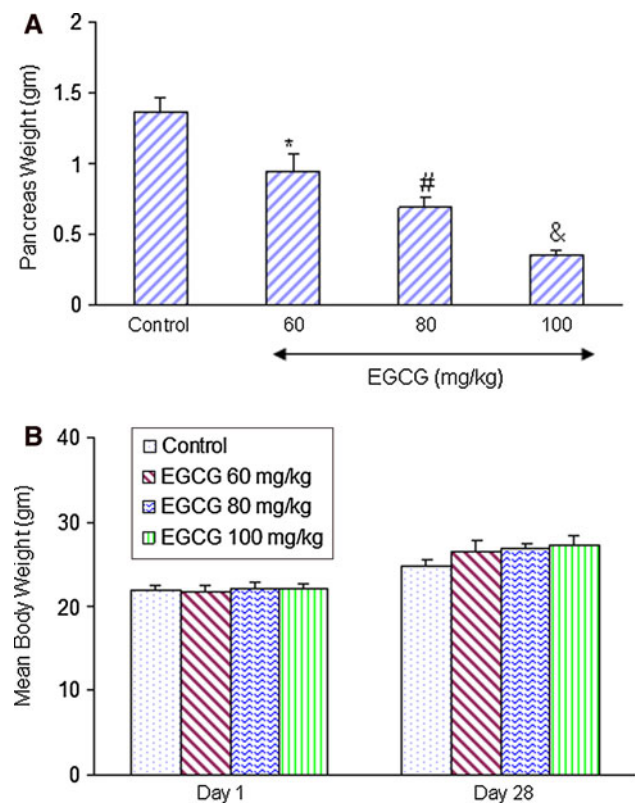 A
Pancreas Weight (gm)
2
1.5
1
0.5
0
*
#
&
Control 60 80 100
EGCG (mg/kg)
B
Mean Body Weight (gm)
40
30
20
10
0
Control
EGCG 60 mg/kg
EGCG 80 mg/kg
EGCG 100 mg/kg
Day 1 Day 28